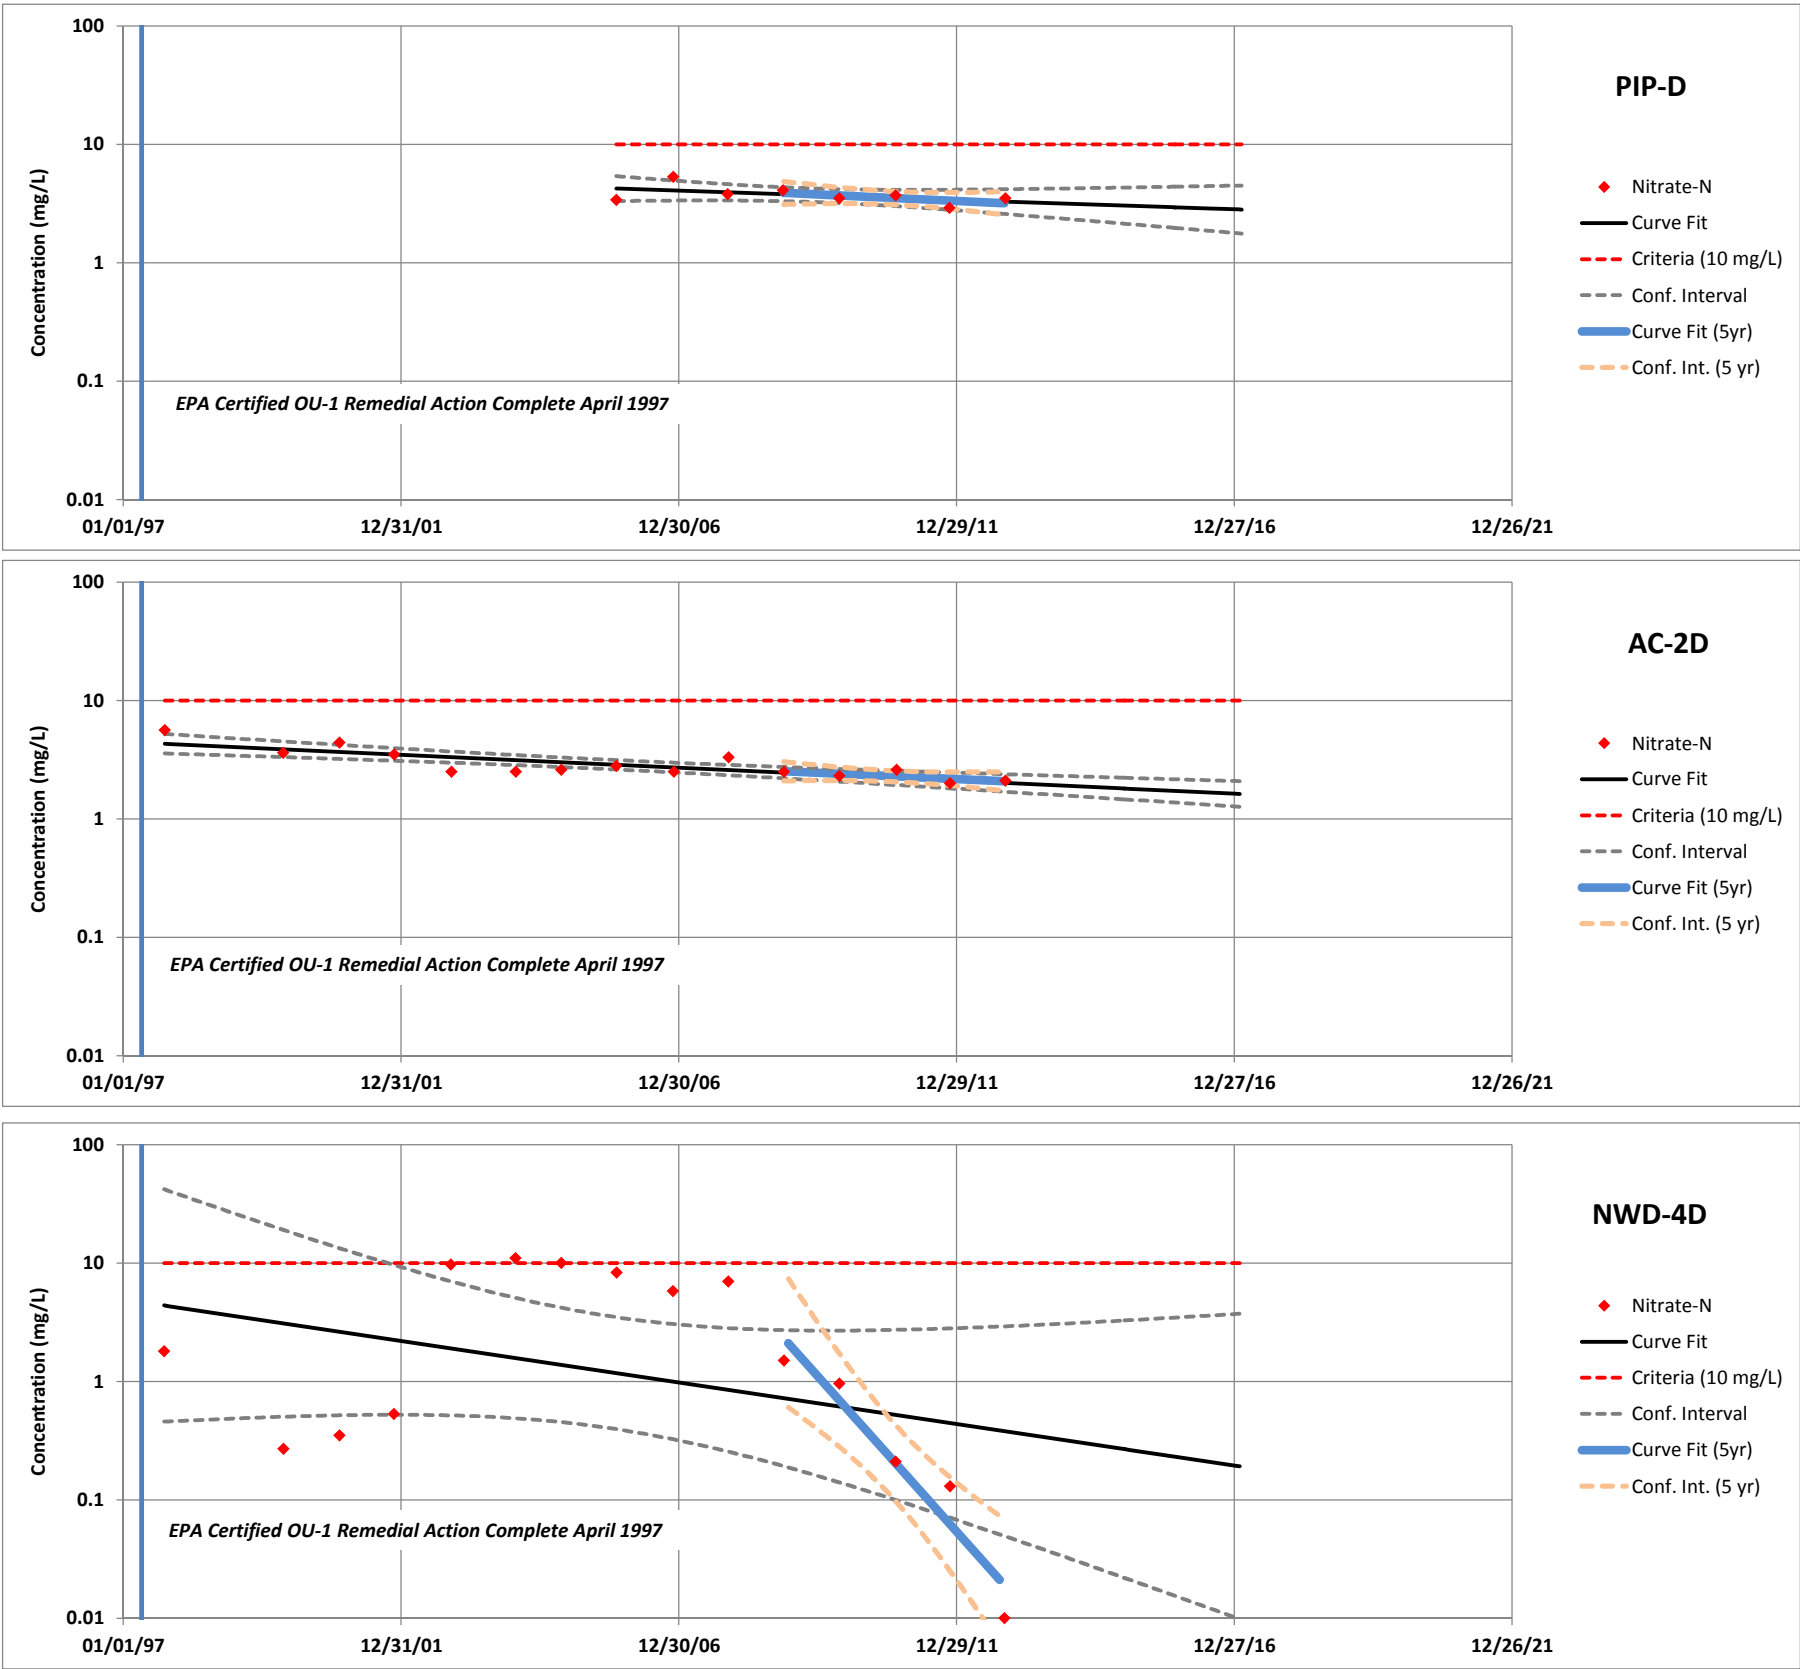 PIP-D
100
10
1
0.1
0.01
Concentration (mg/L)
01/01/97 12/31/01 12/30/06 12/29/11 12/27/16 12/26/21
EPA Certified OU-1 Remedial Action Complete April 1997
Nitrate-N
Curve Fit
Criteria (10 mg/L)
Conf. Interval
Curve Fit (5yr)
Conf. Int. (5 yr)
AC-2D
100
10
1
0.1
0.01
Concentration (mg/L)
01/01/97 12/31/01 12/30/06 12/29/11 12/27/16 12/26/21
EPA Certified OU-1 Remedial Action Complete April 1997
Nitrate-N
Curve Fit
Criteria (10 mg/L)
Conf. Interval
Curve Fit (5yr)
Conf. Int. (5 yr)
NWD-4D
100
10
1
0.1
0.01
Concentration (mg/L)
01/01/97 12/31/01 12/30/06 12/29/11 12/27/16 12/26/21
EPA Certified OU-1 Remedial Action Complete April 1997
Nitrate-N
Curve Fit
Criteria (10 mg/L)
Conf. Interval
Curve Fit (5yr)
Conf. Int. (5 yr)